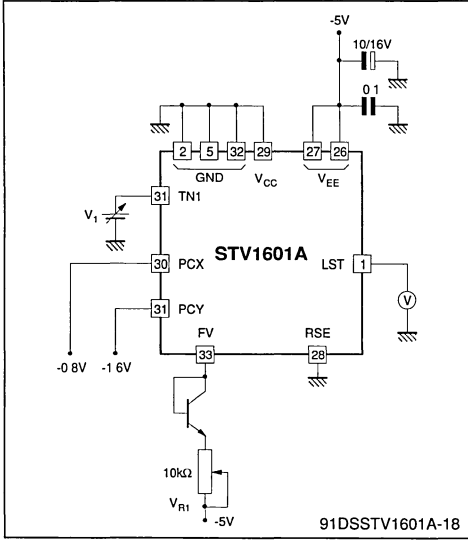 -5V
10/16V
0 1
2 5 32 29 27 26
GND VCC VEE
31 TN1
V1
STV1601A
30 PCX
LST 1
V
31 PCY
FV RSE
33 28
-0 8V -1 6V
10kΩ
VR1
-5V
91DSSTV1601A-18